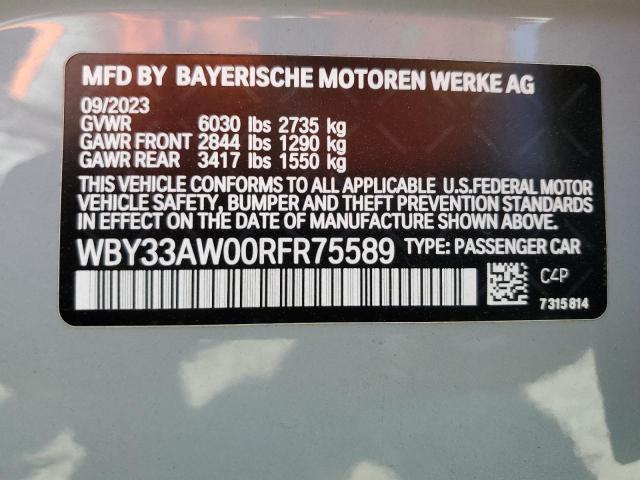 MFD BY BAYERISCHE MOTOREN WERKE AG
09/2023
GVWR 6030 lbs 2735 kg
GAWR FRONT 2844 lbs 1290 kg
GAWR REAR 3417 lbs 1550 kg
THIS VEHICLE CONFORMS TO ALL APPLICABLE U.S.FEDERAL MOTOR
VEHICLE SAFETY, BUMPER AND THEFT PREVENTION STANDARDS
IN EFFECT ON THE DATE OF MANUFACTURE SHOWN ABOVE.
WBY33AW00RFR75589 TYPE: PASSENGER CAR
C4P
7315814